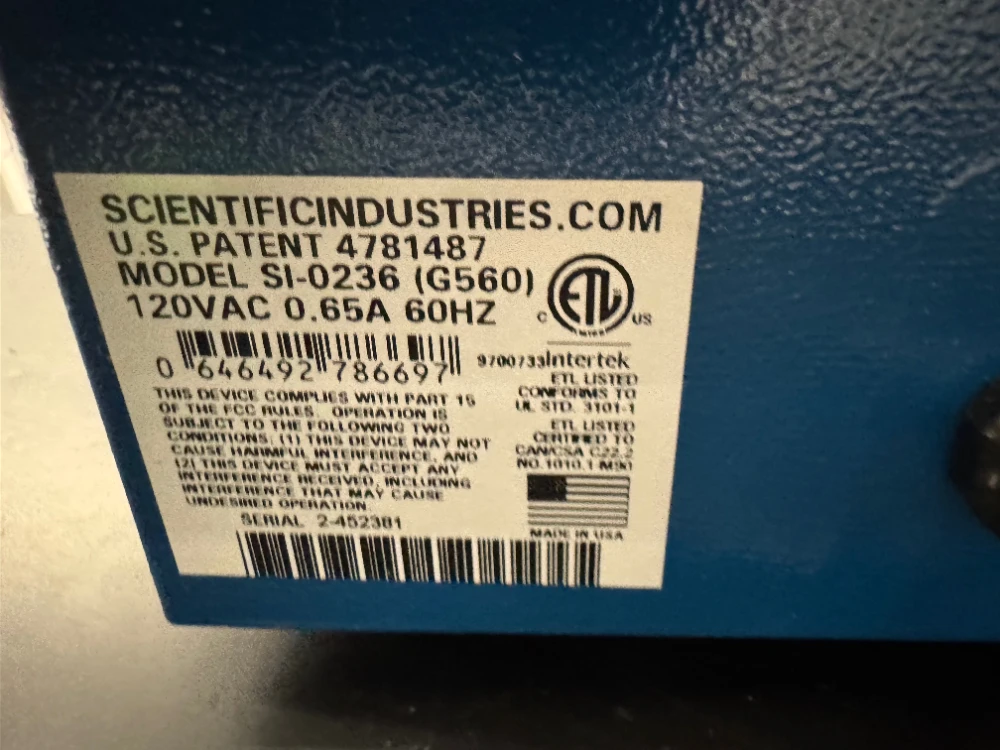 SCIENTIFICINDUSTRIES.COM
U.S. PATENT 4781487
MODEL SI-0236 (G560)
120VAC 0.65A 60HZ
ETL
C US
0 646492 786697
9700733 Intertek
ETL LISTED
CONFORMS TO
UL STD. 3101-1
ETL LISTED
CERTIFIED TO
CAN/CSA C22.2
NO.1010.1 M90
THIS DEVICE COMPLIES WITH PART 15
OF THE FCC RULES. OPERATION IS
SUBJECT TO THE FOLLOWING TWO
CONDITIONS: (1) THIS DEVICE MAY NOT
CAUSE HARMFUL INTERFERENCE, AND
(2) THIS DEVICE MUST ACCEPT ANY
INTERFERENCE RECEIVED, INCLUDING
INTERFERENCE THAT MAY CAUSE
UNDESIRED OPERATION.
MADE IN USA
SERIAL 2-452381